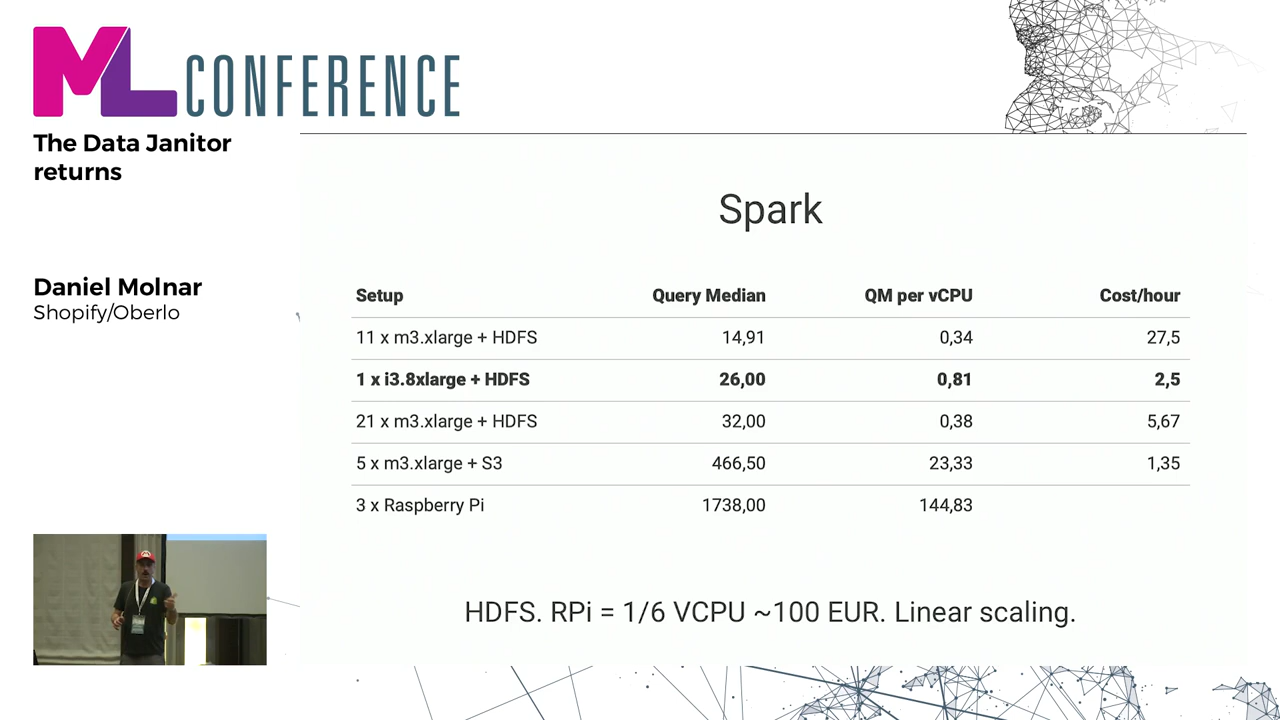 ML CONFERENCE
The Data Janitor
returns
Daniel Molnar
Shopify/Oberlo
Spark
Setup Query Median QM per vCPU Cost/hour
11 x m3.xlarge + HDFS 14,91 0,34 27,5
1 x i3.8xlarge + HDFS 26,00 0,81 2,5
21 x m3.xlarge + HDFS 32,00 0,38 5,67
5 x m3.xlarge + S3 466,50 23,33 1,35
3 x Raspberry Pi 1738,00 144,83
HDFS. RPi = 1/6 VCPU ~100 EUR. Linear scaling.